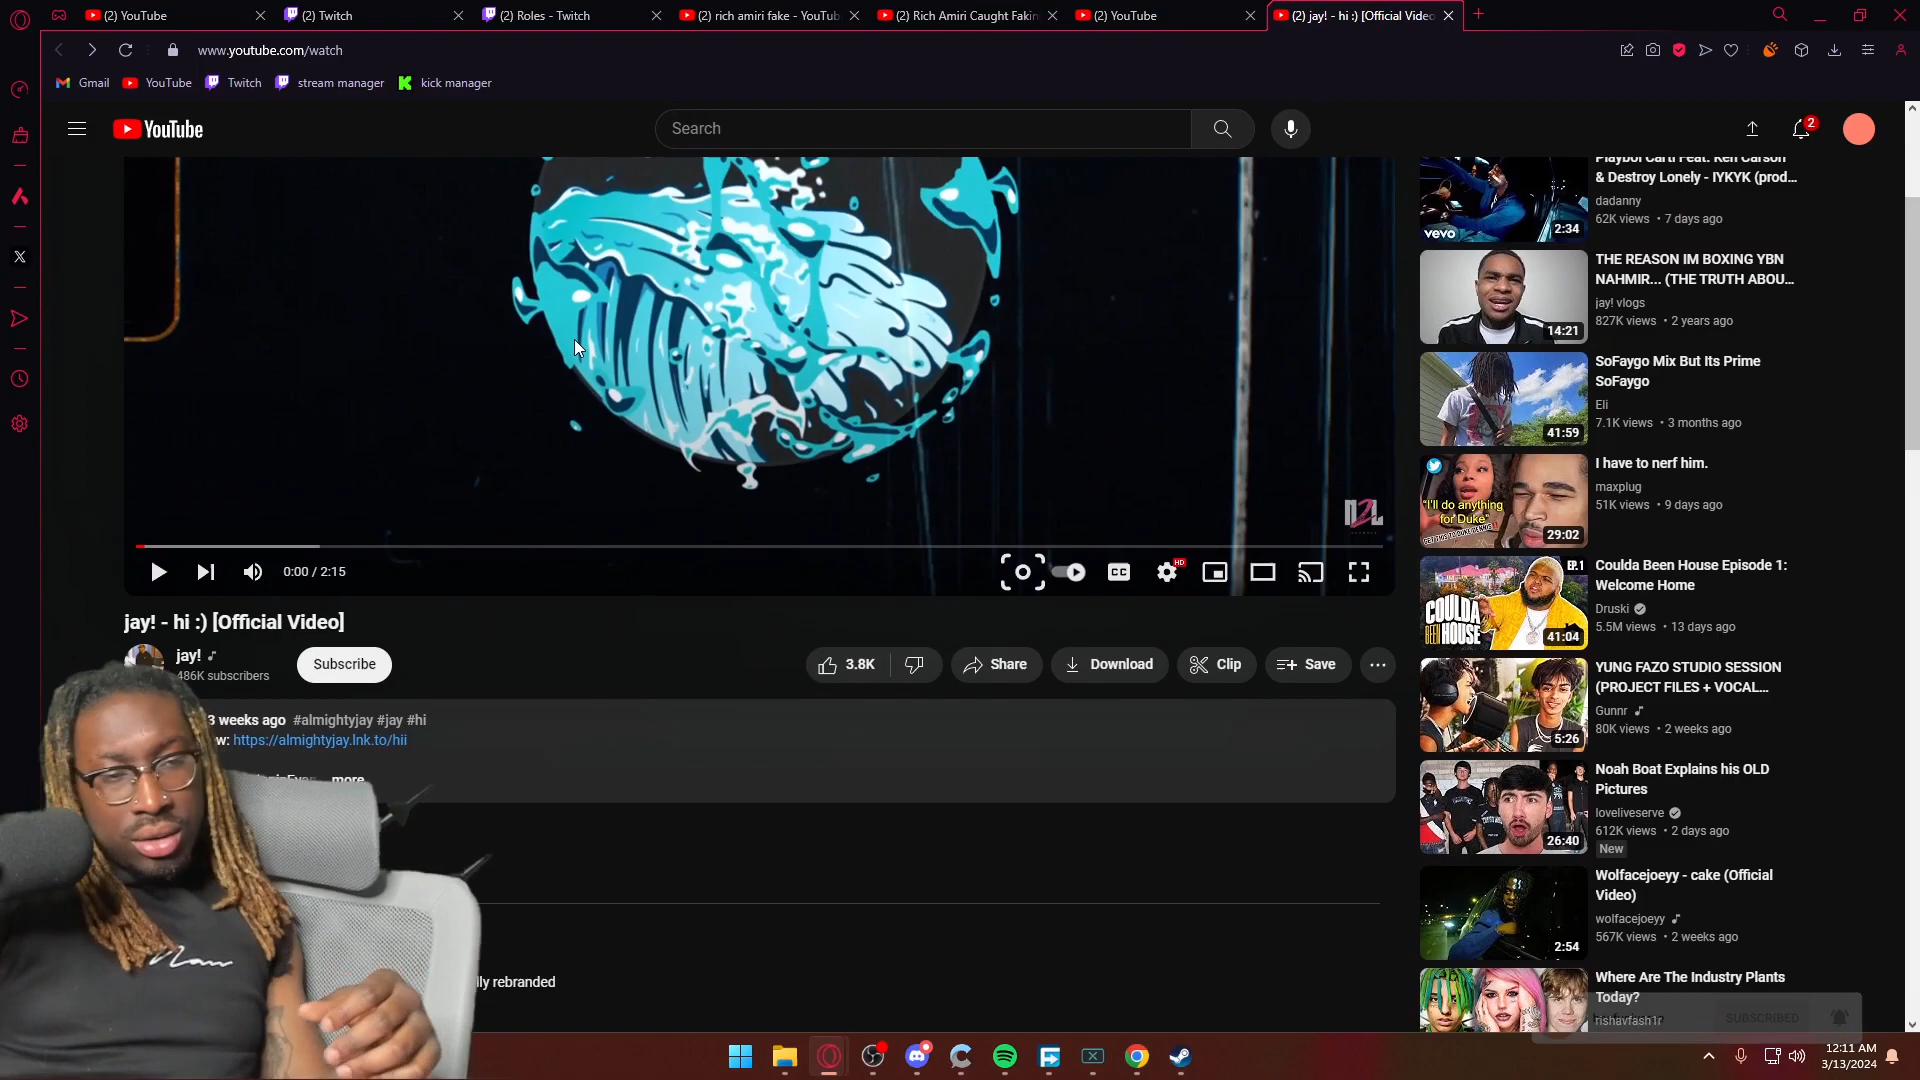 (2) YouTube
(2) Twitch
(2) Roles - Twitch
(2) rich amiri fake - YouTub
(2) Rich Amiri Caught Fakin
(2) YouTube
(2) jay! - hi :) [Official Video]
www.youtube.com/watch
Gmail
YouTube
Twitch
stream manager
kick manager
YouTube
Search
2
0:00 / 2:15
CC
HD
jay! - hi :) [Official Video]
jay!
486K subscribers
Subscribe
3.8K
Share
Download
Clip
Save
3 weeks ago #almightyjay #jay #hi
w: https://almightyjay.lnk.to/hii
...more
lly rebranded
Playboi Carti Feat. Ken Carson
& Destroy Lonely - IYKYK (prod...
dadanny
62K views • 7 days ago
vevo
2:34
THE REASON IM BOXING YBN
NAHMIR... (THE TRUTH ABOU...
jay! vlogs
827K views • 2 years ago
14:21
SoFaygo Mix But Its Prime
SoFaygo
Eli
7.1K views • 3 months ago
41:59
I have to nerf him.
maxplug
51K views • 9 days ago
"I'll do anything
for Duke"
29:02
Coulda Been House Episode 1:
Welcome Home
Druski
5.5M views • 13 days ago
EP.1
COULDA
BEEN HOUSE
41:04
YUNG FAZO STUDIO SESSION
(PROJECT FILES + VOCAL...
Gunnr
80K views • 2 weeks ago
5:26
Noah Boat Explains his OLD
Pictures
loveliveserve
612K views • 2 days ago
New
26:40
Wolfacejoeyy - cake (Official
Video)
wolfacejoeyy
567K views • 2 weeks ago
2:54
Where Are The Industry Plants
Today?
rishavfash1r
SUBSCRIBED
12:11 AM
3/13/2024